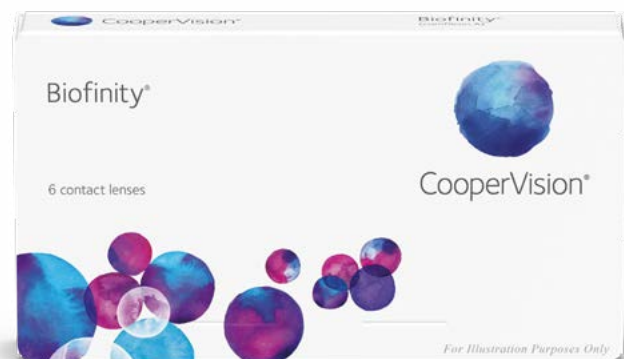 CooperVision®
Biofinity®
Biofinity®
6 contact lenses
CooperVision®
For Illustration Purposes Only